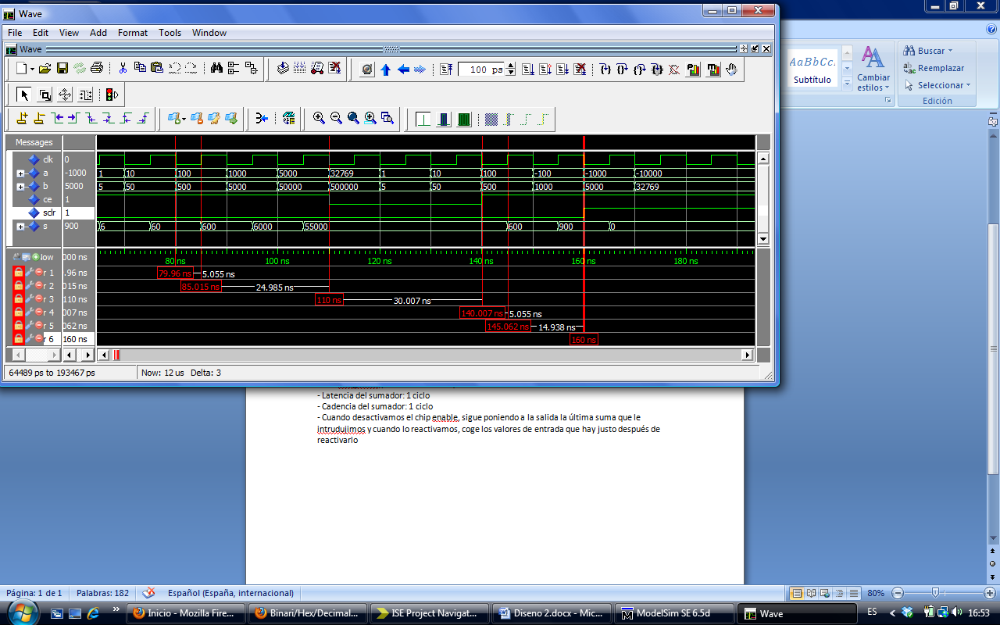 Wave
File Edit View Add Format Tools Window
Wave
100 ps
AaBbCc.
Subtítulo
Cambiar estilos
Buscar
Reemplazar
Seleccionar
Edición
Messages
clk 0
a -1000 1 10 100 1000 5000 32769 1 10 100 -100 -1000 -10000
b 5000 5 50 500 5000 50000 500000 5 50 500 1000 5000 32769
ce 1
sclr 1
s 900 6 60 600 6000 55000 600 900 0
low 000 ns 80 ns 100 ns 120 ns 140 ns 160 ns 180 ns
r 1 .96 ns 79.96 ns 5.055 ns
r 2 015 ns 85.015 ns 24.985 ns
r 3 110 ns 110 ns 30.007 ns
r 4 007 ns 140.007 ns 5.055 ns
r 5 062 ns 145.062 ns 14.938 ns
r 6 160 ns 160 ns
64489 ps to 193467 ps Now: 12 us Delta: 3
- Latencia del sumador: 1 ciclo
- Cadencia del sumador: 1 ciclo
- Cuando desactivamos el chip enable, sigue poniendo a la salida la última suma que le
intrudujimos y cuando lo reactivamos, coge los valores de entrada que hay justo después de
reactivarlo
Página: 1 de 1 Palabras: 182 Español (España, internacional) 80%
Inicio - Mozilla Fire... Binari/Hex/Decimal... ISE Project Navigat... Diseno 2.docx - Mic... ModelSim SE 6.5d Wave ES 16:53